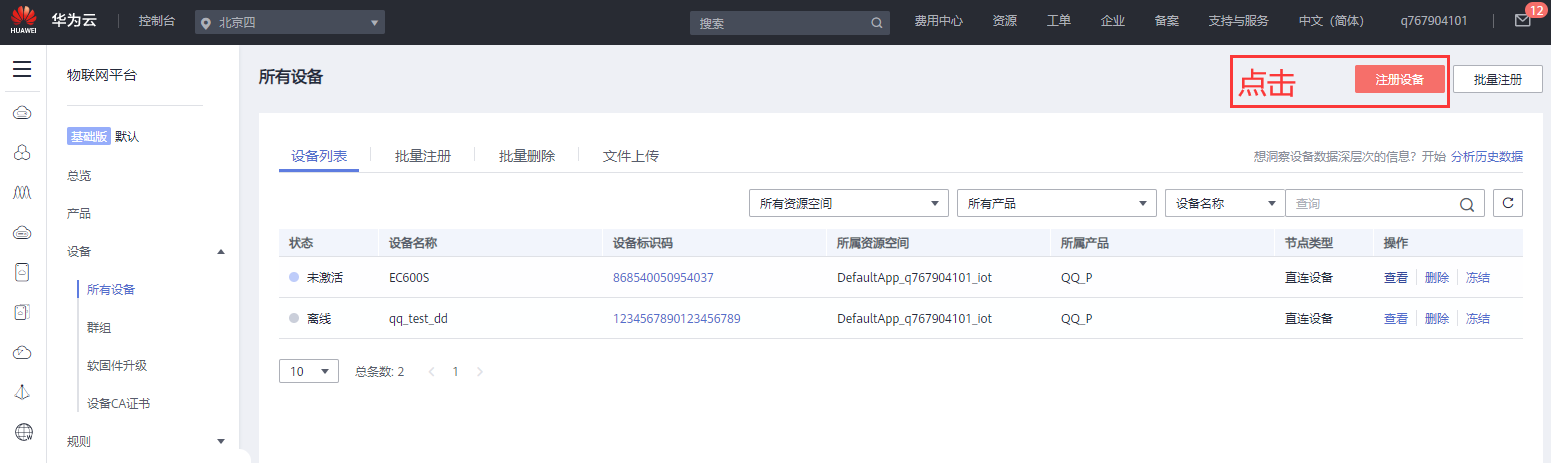 HUAWEI 华为云 控制台 北京四 搜索 费用中心 资源 工单 企业 备案 支持与服务 中文（简体） q767904101 12
物联网平台
基础版 默认
总览
产品
设备
所有设备
群组
软固件升级
设备CA证书
规则
所有设备
点击 注册设备 批量注册
设备列表 批量注册 批量删除 文件上传 想洞察设备数据深层次的信息？开始 分析历史数据
所有资源空间 所有产品 设备名称 查询
状态 设备名称 设备标识码 所属资源空间 所属产品 节点类型 操作
未激活 EC600S 868540050954037 DefaultApp_q767904101_iot QQ_P 直连设备 查看 删除 冻结
离线 qq_test_dd 1234567890123456789 DefaultApp_q767904101_iot QQ_P 直连设备 查看 删除 冻结
10 总条数: 2 < 1 >